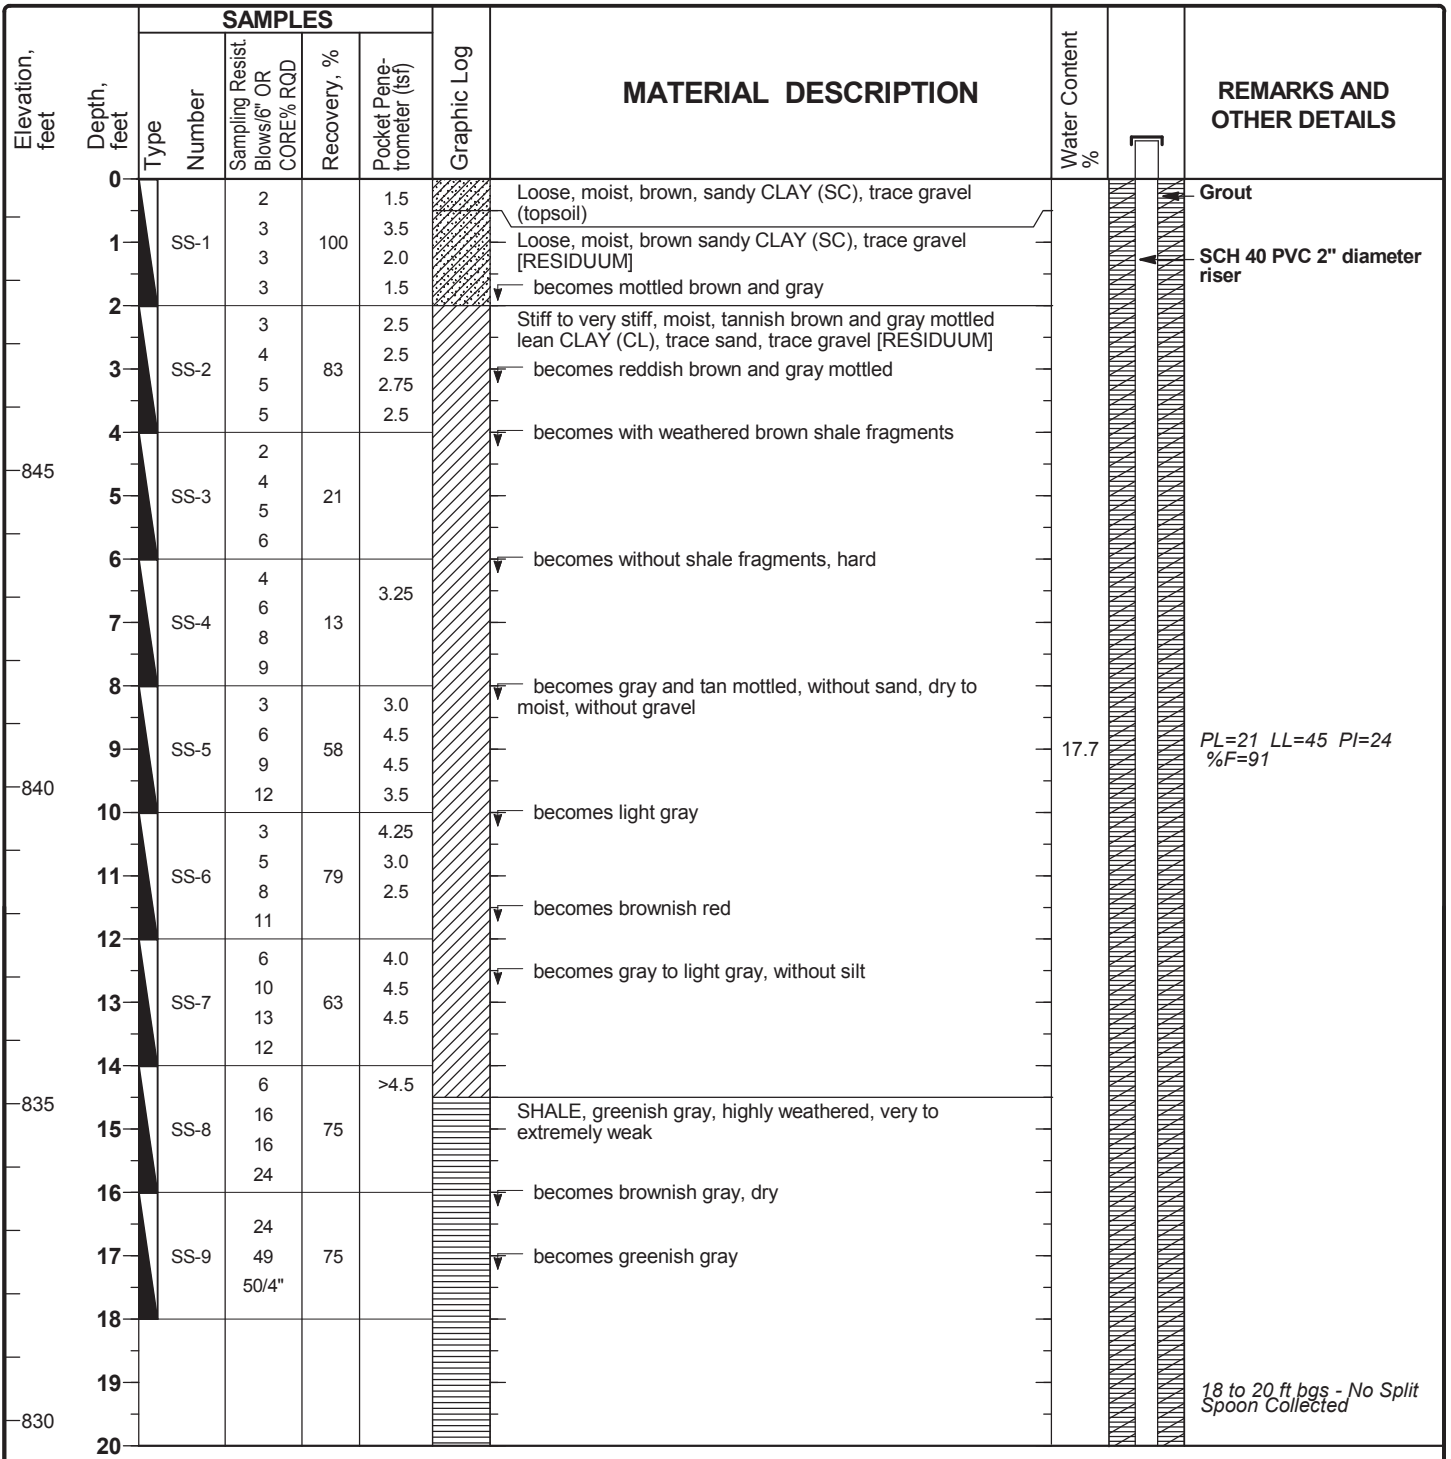 SAMPLES
Elevation,
feet
Depth,
feet
Type
Number
Sampling Resist.
Blows/6" OR
CORE% RQD
Recovery, %
Pocket Pene-
trometer (tsf)
Graphic Log
MATERIAL DESCRIPTION
Water Content
%
REMARKS AND
OTHER DETAILS
0
2 1.5
Loose, moist, brown, sandy CLAY (SC), trace gravel
(topsoil)
Grout
3 3.5
1 SS-1 100
Loose, moist, brown sandy CLAY (SC), trace gravel
[RESIDUUM]
3 2.0
SCH 40 PVC 2" diameter
riser
3 1.5
becomes mottled brown and gray
2
3 2.5
Stiff to very stiff, moist, tannish brown and gray mottled
lean CLAY (CL), trace sand, trace gravel [RESIDUUM]
4 2.5
3 SS-2 83
becomes reddish brown and gray mottled
5 2.75
5 2.5
4
becomes with weathered brown shale fragments
2
845
4
5 SS-3 21
5
6
6
becomes without shale fragments, hard
4
3.25
6
7 SS-4 13
8
9
8
becomes gray and tan mottled, without sand, dry to
moist, without gravel
3 3.0
6 4.5
9 SS-5 58
17.7
PL=21 LL=45 PI=24
%F=91
9 4.5
840
12 3.5
10
becomes light gray
3 4.25
5 3.0
11 SS-6 79
8 2.5
becomes brownish red
11
12
6 4.0
becomes gray to light gray, without silt
10 4.5
13 SS-7 63
13 4.5
12
14
6 >4.5
835
SHALE, greenish gray, highly weathered, very to
extremely weak
16
15 SS-8 75
16
24
16
becomes brownish gray, dry
24
17 SS-9 49 75
becomes greenish gray
50/4"
18
19
18 to 20 ft bgs - No Split
Spoon Collected
830
20